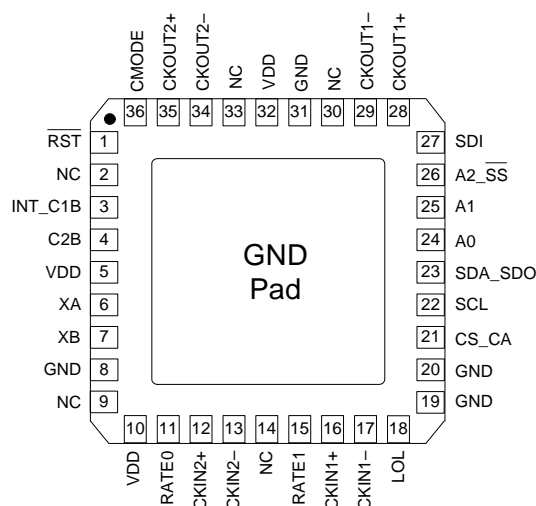 CMODE
CKOUT2+
CKOUT2–
NC
VDD
GND
NC
CKOUT1–
CKOUT1+
36 35 34 33 32 31 30 29 28
RST 1
NC 2
INT_C1B 3
C2B 4
VDD 5
XA 6
XB 7
GND 8
NC 9
GND
Pad
27 SDI
26 A2_SS
25 A1
24 A0
23 SDA_SDO
22 SCL
21 CS_CA
20 GND
19 GND
10 11 12 13 14 15 16 17 18
VDD
RATE0
CKIN2+
CKIN2–
NC
RATE1
CKIN1+
CKIN1–
LOL